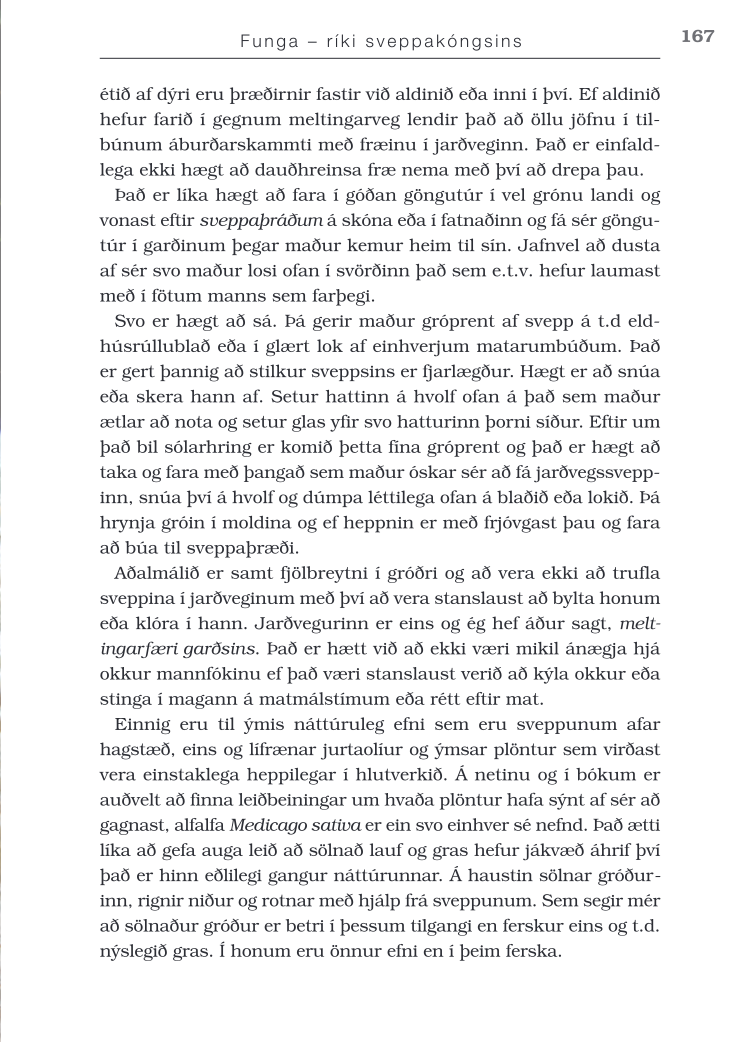 Funga – ríki sveppakóngsins
167
étið af dýri eru þræðirnir fastir við aldinið eða inni í því. Ef aldinið
hefur farið í gegnum meltingarveg lendir það að öllu jöfnu í til-
búnum áburðarskammti með fræinu í jarðveginn. Það er einfald-
lega ekki hægt að dauðhreinsa fræ nema með því að drepa þau.
Það er líka hægt að fara í góðan göngutúr í vel grónu landi og
vonast eftir sveppaþráðum á skóna eða í fatnaðinn og fá sér göngu-
túr í garðinum þegar maður kemur heim til sín. Jafnvel að dusta
af sér svo maður losi ofan í svörðinn það sem e.t.v. hefur laumast
með í fötum manns sem farþegi.
Svo er hægt að sá. Þá gerir maður gróprent af svepp á t.d eld-
húsrúllublað eða í glært lok af einhverjum matarumbúðum. Það
er gert þannig að stilkur sveppsins er fjarlægður. Hægt er að snúa
eða skera hann af. Setur hattinn á hvolf ofan á það sem maður
ætlar að nota og setur glas yfir svo hatturinn þorni síður. Eftir um
það bil sólarhring er komið þetta fína gróprent og það er hægt að
taka og fara með þangað sem maður óskar sér að fá jarðvegssvepp-
inn, snúa því á hvolf og dúmpa léttilega ofan á blaðið eða lokið. Þá
hrynja gróin í moldina og ef heppnin er með frjóvgast þau og fara
að búa til sveppaþræði.
Aðalmálið er samt fjölbreytni í gróðri og að vera ekki að trufla
sveppina í jarðveginum með því að vera stanslaust að bylta honum
eða klóra í hann. Jarðvegurinn er eins og ég hef áður sagt, melt-
ingarfæri garðsins. Það er hætt við að ekki væri mikil ánægja hjá
okkur mannfókinu ef það væri stanslaust verið að kýla okkur eða
stinga í magann á matmálstímum eða rétt eftir mat.
Einnig eru til ýmis náttúruleg efni sem eru sveppunum afar
hagstæð, eins og lífrænar jurtaolíur og ýmsar plöntur sem virðast
vera einstaklega heppilegar í hlutverkið. Á netinu og í bókum er
auðvelt að finna leiðbeiningar um hvaða plöntur hafa sýnt af sér að
gagnast, alfalfa Medicago sativa er ein svo einhver sé nefnd. Það ætti
líka að gefa auga leið að sölnað lauf og gras hefur jákvæð áhrif því
það er hinn eðlilegi gangur náttúrunnar. Á haustin sölnar gróður-
inn, rignir niður og rotnar með hjálp frá sveppunum. Sem segir mér
að sölnaður gróður er betri í þessum tilgangi en ferskur eins og t.d.
nýslegið gras. Í honum eru önnur efni en í þeim ferska.